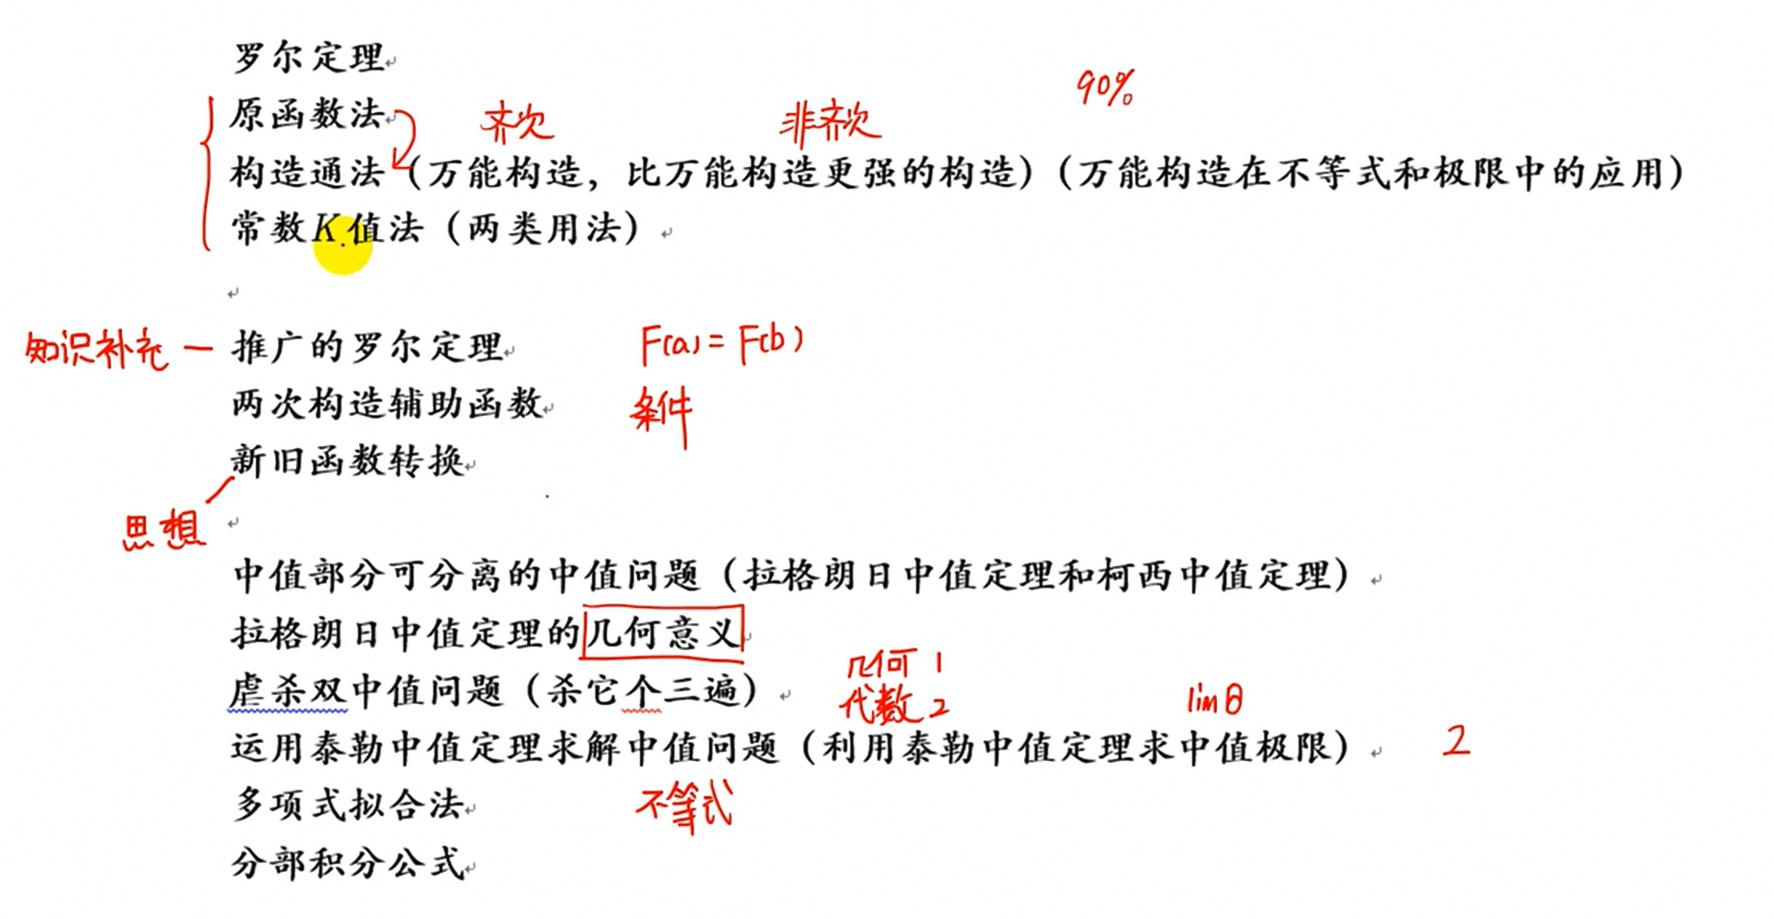 罗尔定理
90%
原函数法
齐次 非齐次
构造通法（万能构造，比万能构造更强的构造）（万能构造在不等式和极限中的应用）
常数K值法（两类用法）
知识补充
推广的罗尔定理 F(a)=F(b)
两次构造辅助函数 条件
新旧函数转换
思想
中值部分可分离的中值问题（拉格朗日中值定理和柯西中值定理）
拉格朗日中值定理的几何意义
几何 1
虐杀双中值问题（杀它个三遍）
代数 2 lim θ
运用泰勒中值定理求解中值问题（利用泰勒中值定理求中值极限） 2
多项式拟合法 不等式
分部积分公式